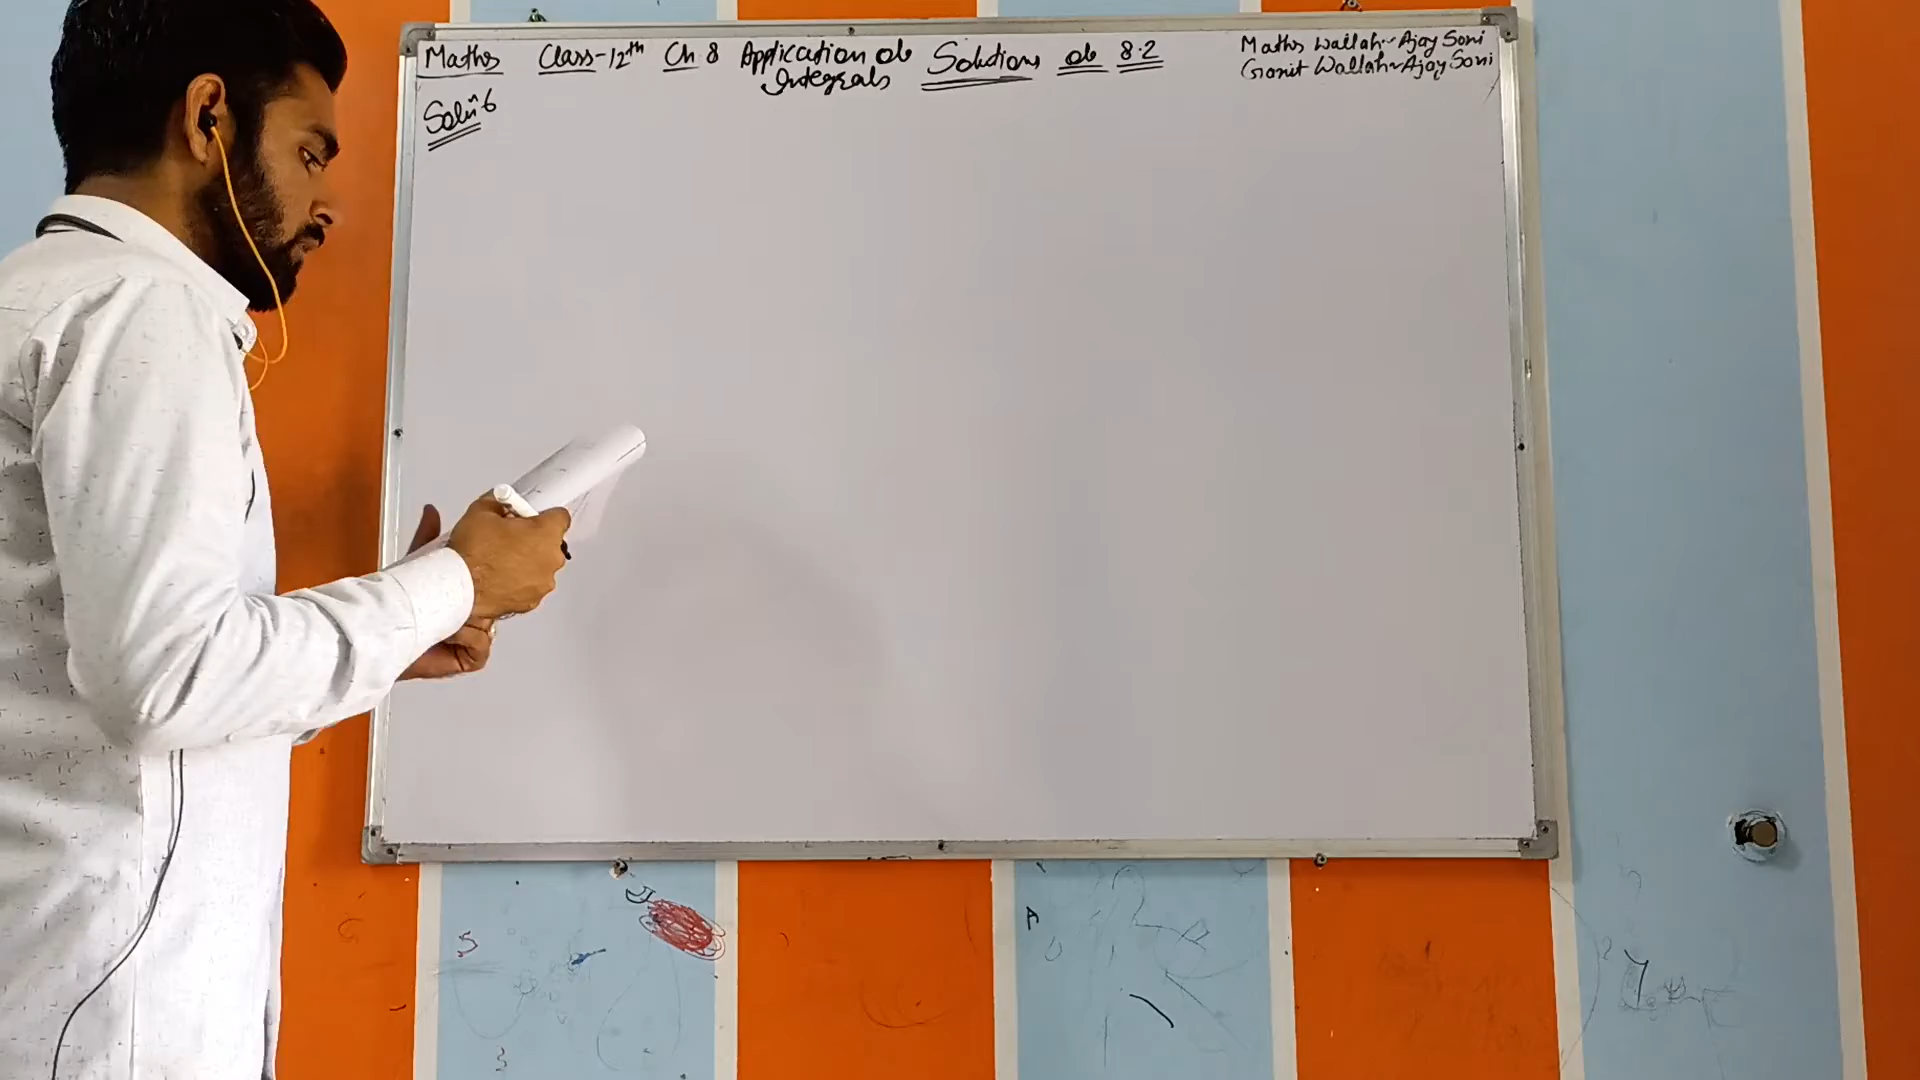 Maths Class-12th Ch 8 Application of Integrals Solutions of 8.2
Maths Wallah~Ajay Soni
Ganit Wallah~Ajay Soni
Soluⁿ 6
S
A